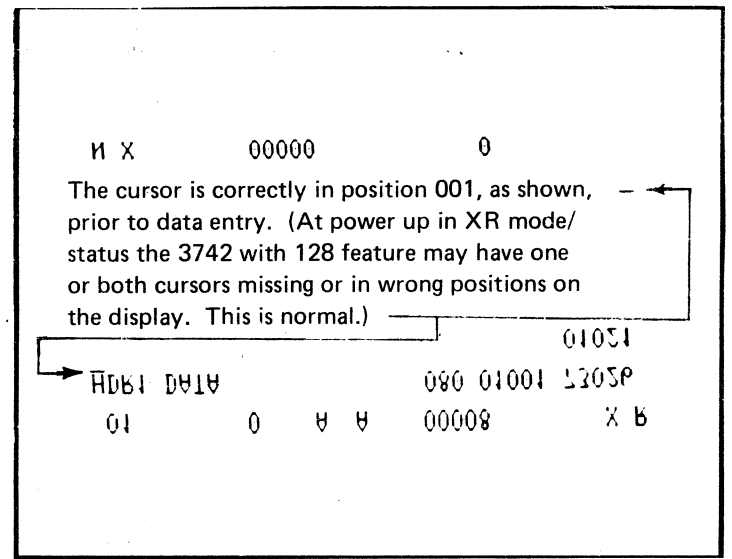 И X 00000 0
The cursor is correctly in position 001, as shown,
prior to data entry. (At power up in XR mode/
status the 3742 with 128 feature may have one
or both cursors missing or in wrong positions on
the display. This is normal.)
HDR1 DATA 080 01001
01 0 A A 00008 X R